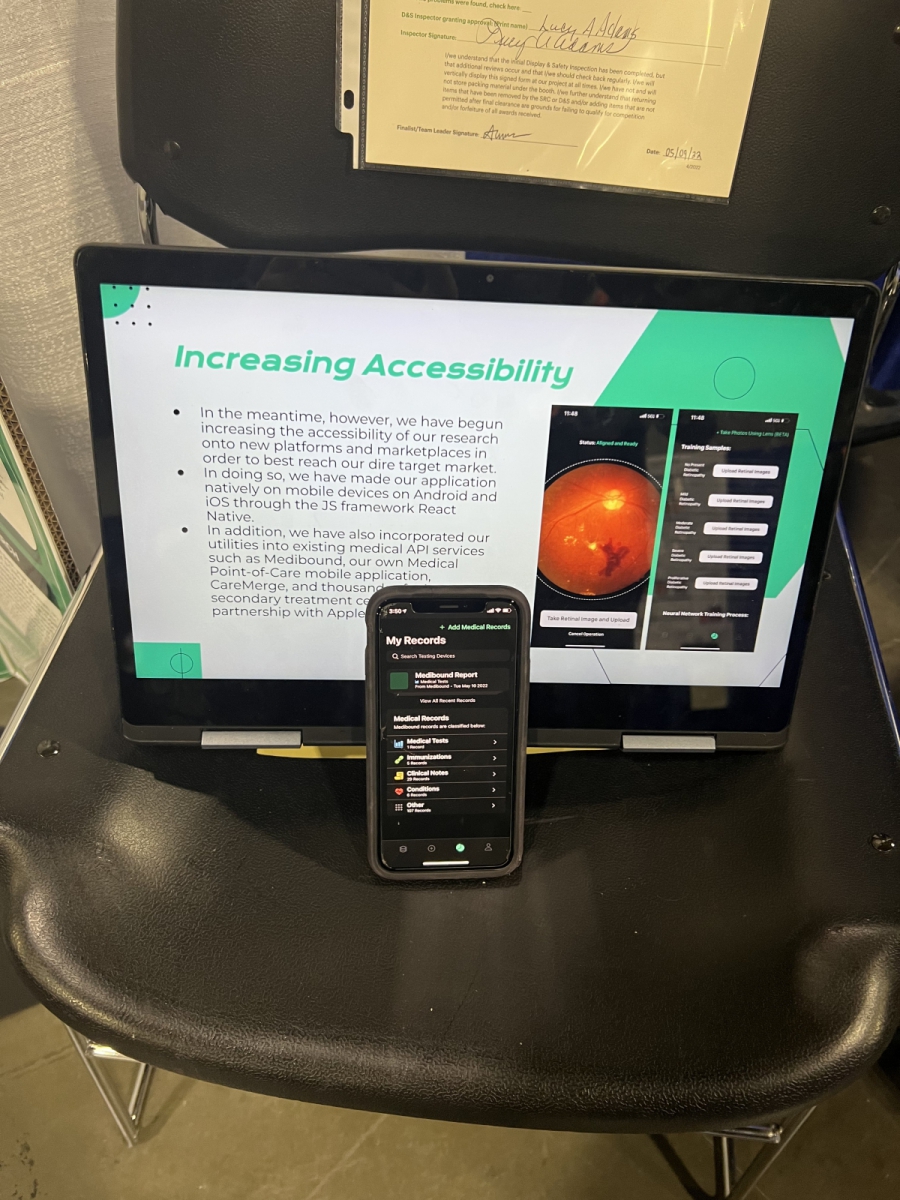 problems were found, check here
D&S Inspector granting approval: (Print name) Lucy A Adams
Inspector Signature: Lucy A Adams
I/we understand that the initial Display & Safety Inspection has been completed, but
that additional reviews occur and that I/we should check back regularly. I/we will
vertically display this signed form at our project at all times. I/we have not and will
not store packing material under the booth. I/we further understand that returning
items that have been removed by the SRC or D&S and/or adding items that are not
permitted after final clearance are grounds for failing to qualify for competition
and/or forfeiture of all awards received.
Finalist/Team Leader Signature:
Date: 05/09/22
Increasing Accessibility
• In the meantime, however, we have begun
increasing the accessibility of our research
onto new platforms and marketplaces in
order to best reach our dire target market.
• In doing so, we have made our application
natively on mobile devices on Android and
iOS through the JS framework React
Native.
• In addition, we have also incorporated our
utilities into existing medical API services
such as Medibound, our own Medical
Point-of-Care mobile application,
CareMerge, and thousand
secondary treatment ce
partnership with Apple
11:48
Status: Aligned and Ready
Take Retinal Image and Upload
Cancel Operation
11:48
+ Take Photos Using Lens (BETA)
Training Samples:
No Present
Diabetic
Retinopathy
Upload Retinal Images
Mild
Diabetic
Retinopathy
Upload Retinal Images
Moderate
Diabetic
Retinopathy
Upload Retinal Images
Severe
Diabetic
Retinopathy
Upload Retinal Images
Proliferative
Diabetic
Retinopathy
Upload Retinal Images
Neural Network Training Process:
3:50
+ Add Medical Records
My Records
Search Testing Devices
Medibound Report
Medical Tests
From Medibound - Tue May 10 2022
View All Recent Records
Medical Records
Medibound records are classified below:
Medical Tests
1 Record
Immunizations
5 Records
Clinical Notes
29 Records
Conditions
6 Records
Other
187 Records